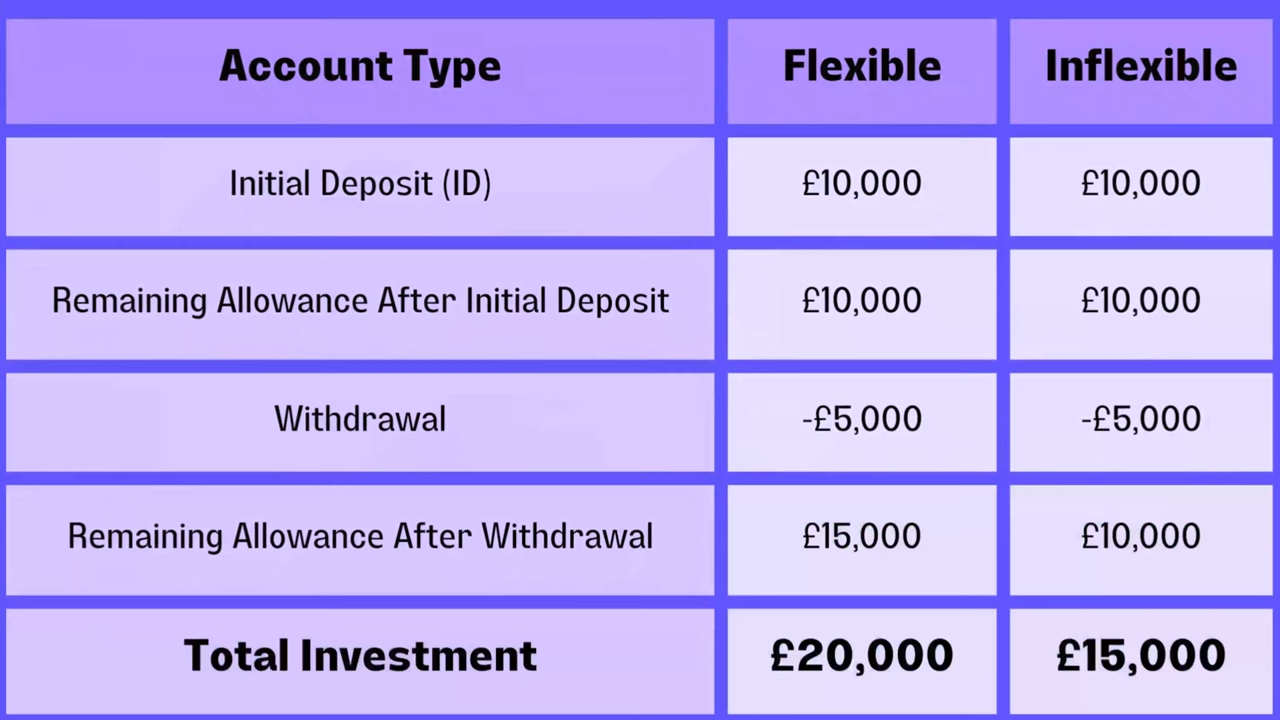 Account Type Flexible Inflexible
Initial Deposit (ID) £10,000 £10,000
Remaining Allowance After Initial Deposit £10,000 £10,000
Withdrawal -£5,000 -£5,000
Remaining Allowance After Withdrawal £15,000 £10,000
Total Investment £20,000 £15,000